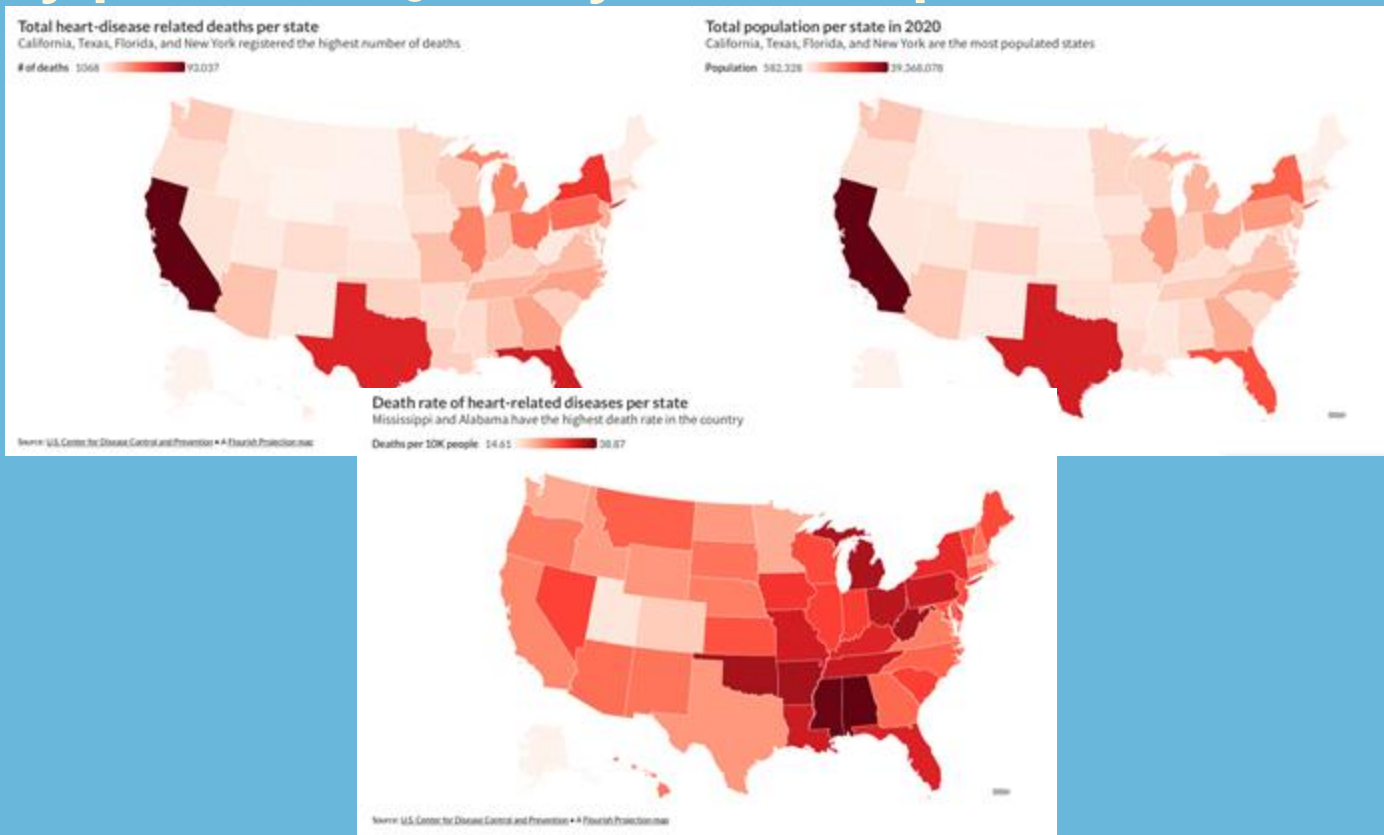 Total heart-disease related deaths per state
California, Texas, Florida, and New York registered the highest number of deaths
# of deaths 1068 93,037
Source: U.S. Center for Disease Control and Prevention • A Flourish Projection map
Total population per state in 2020
California, Texas, Florida, and New York are the most populated states
Population 582,328 39,368,078
Death rate of heart-related diseases per state
Mississippi and Alabama have the highest death rate in the country
Deaths per 10K people 14.61 38.87
Source: U.S. Center for Disease Control and Prevention • A Flourish Projection map